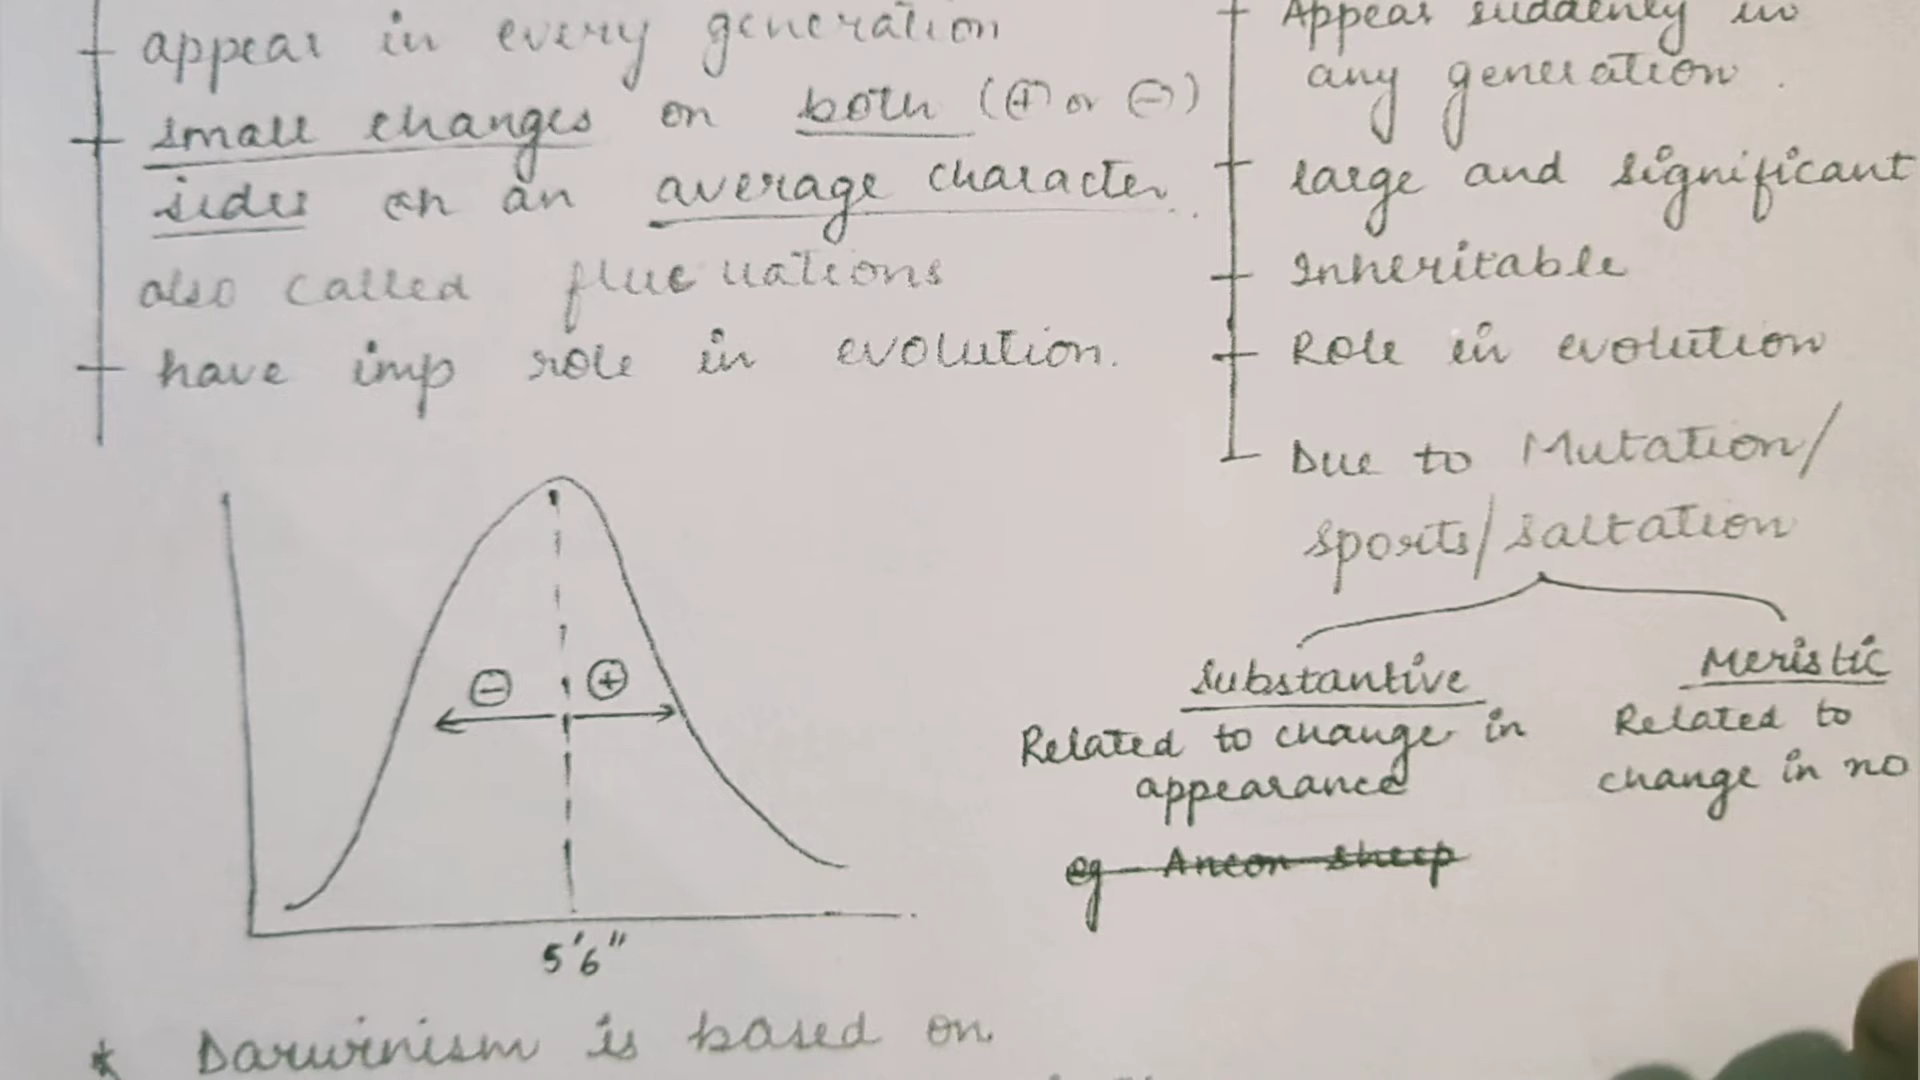 appear in every generation
small changes on both (⊕ or ⊖)
sides on an average character.
also called fluctuations
have imp role in evolution.
Appear suddenly in
any generation.
large and significant
Inheritable
Role in evolution
Due to Mutation/
sports/saltation
substantive
Related to change in
appearance
eg Ancon sheep
Meristic
Related to
change in no
⊖ ⊕
5'6"
* Darwinism is based on